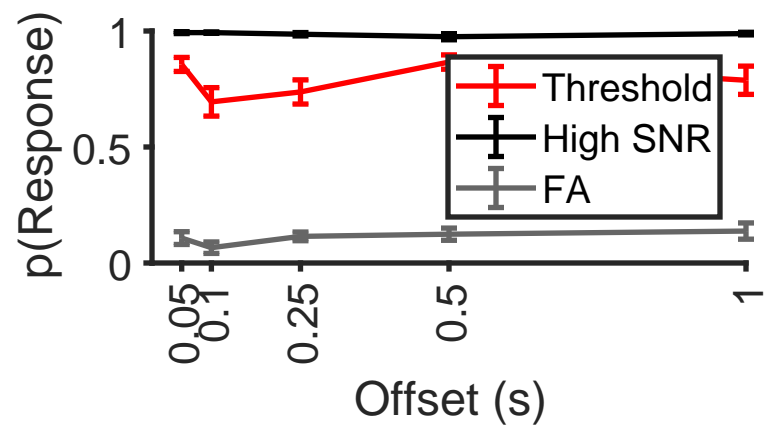 p(Response)
1
0.5
0
Threshold
High SNR
FA
0.05
0.1
0.25
0.5
1
Offset (s)